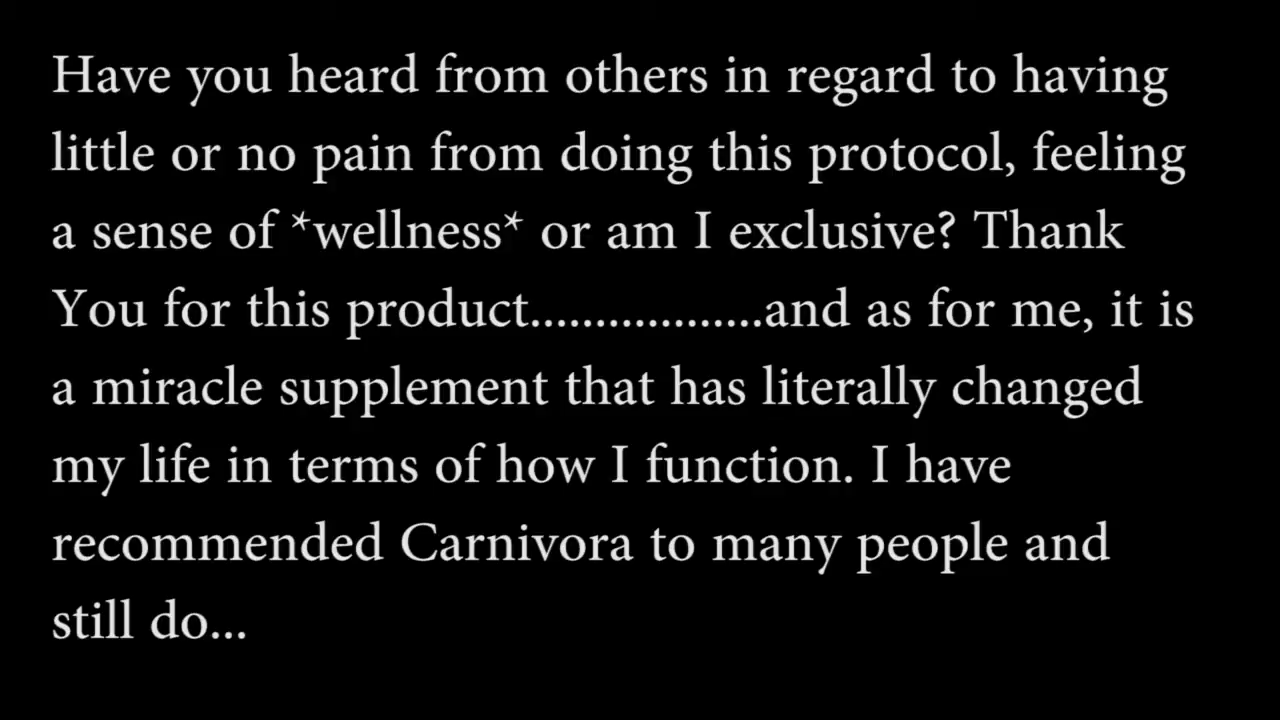 Have you heard from others in regard to having
little or no pain from doing this protocol, feeling
a sense of *wellness* or am I exclusive? Thank
You for this product..................and as for me, it is
a miracle supplement that has literally changed
my life in terms of how I function. I have
recommended Carnivora to many people and
still do...